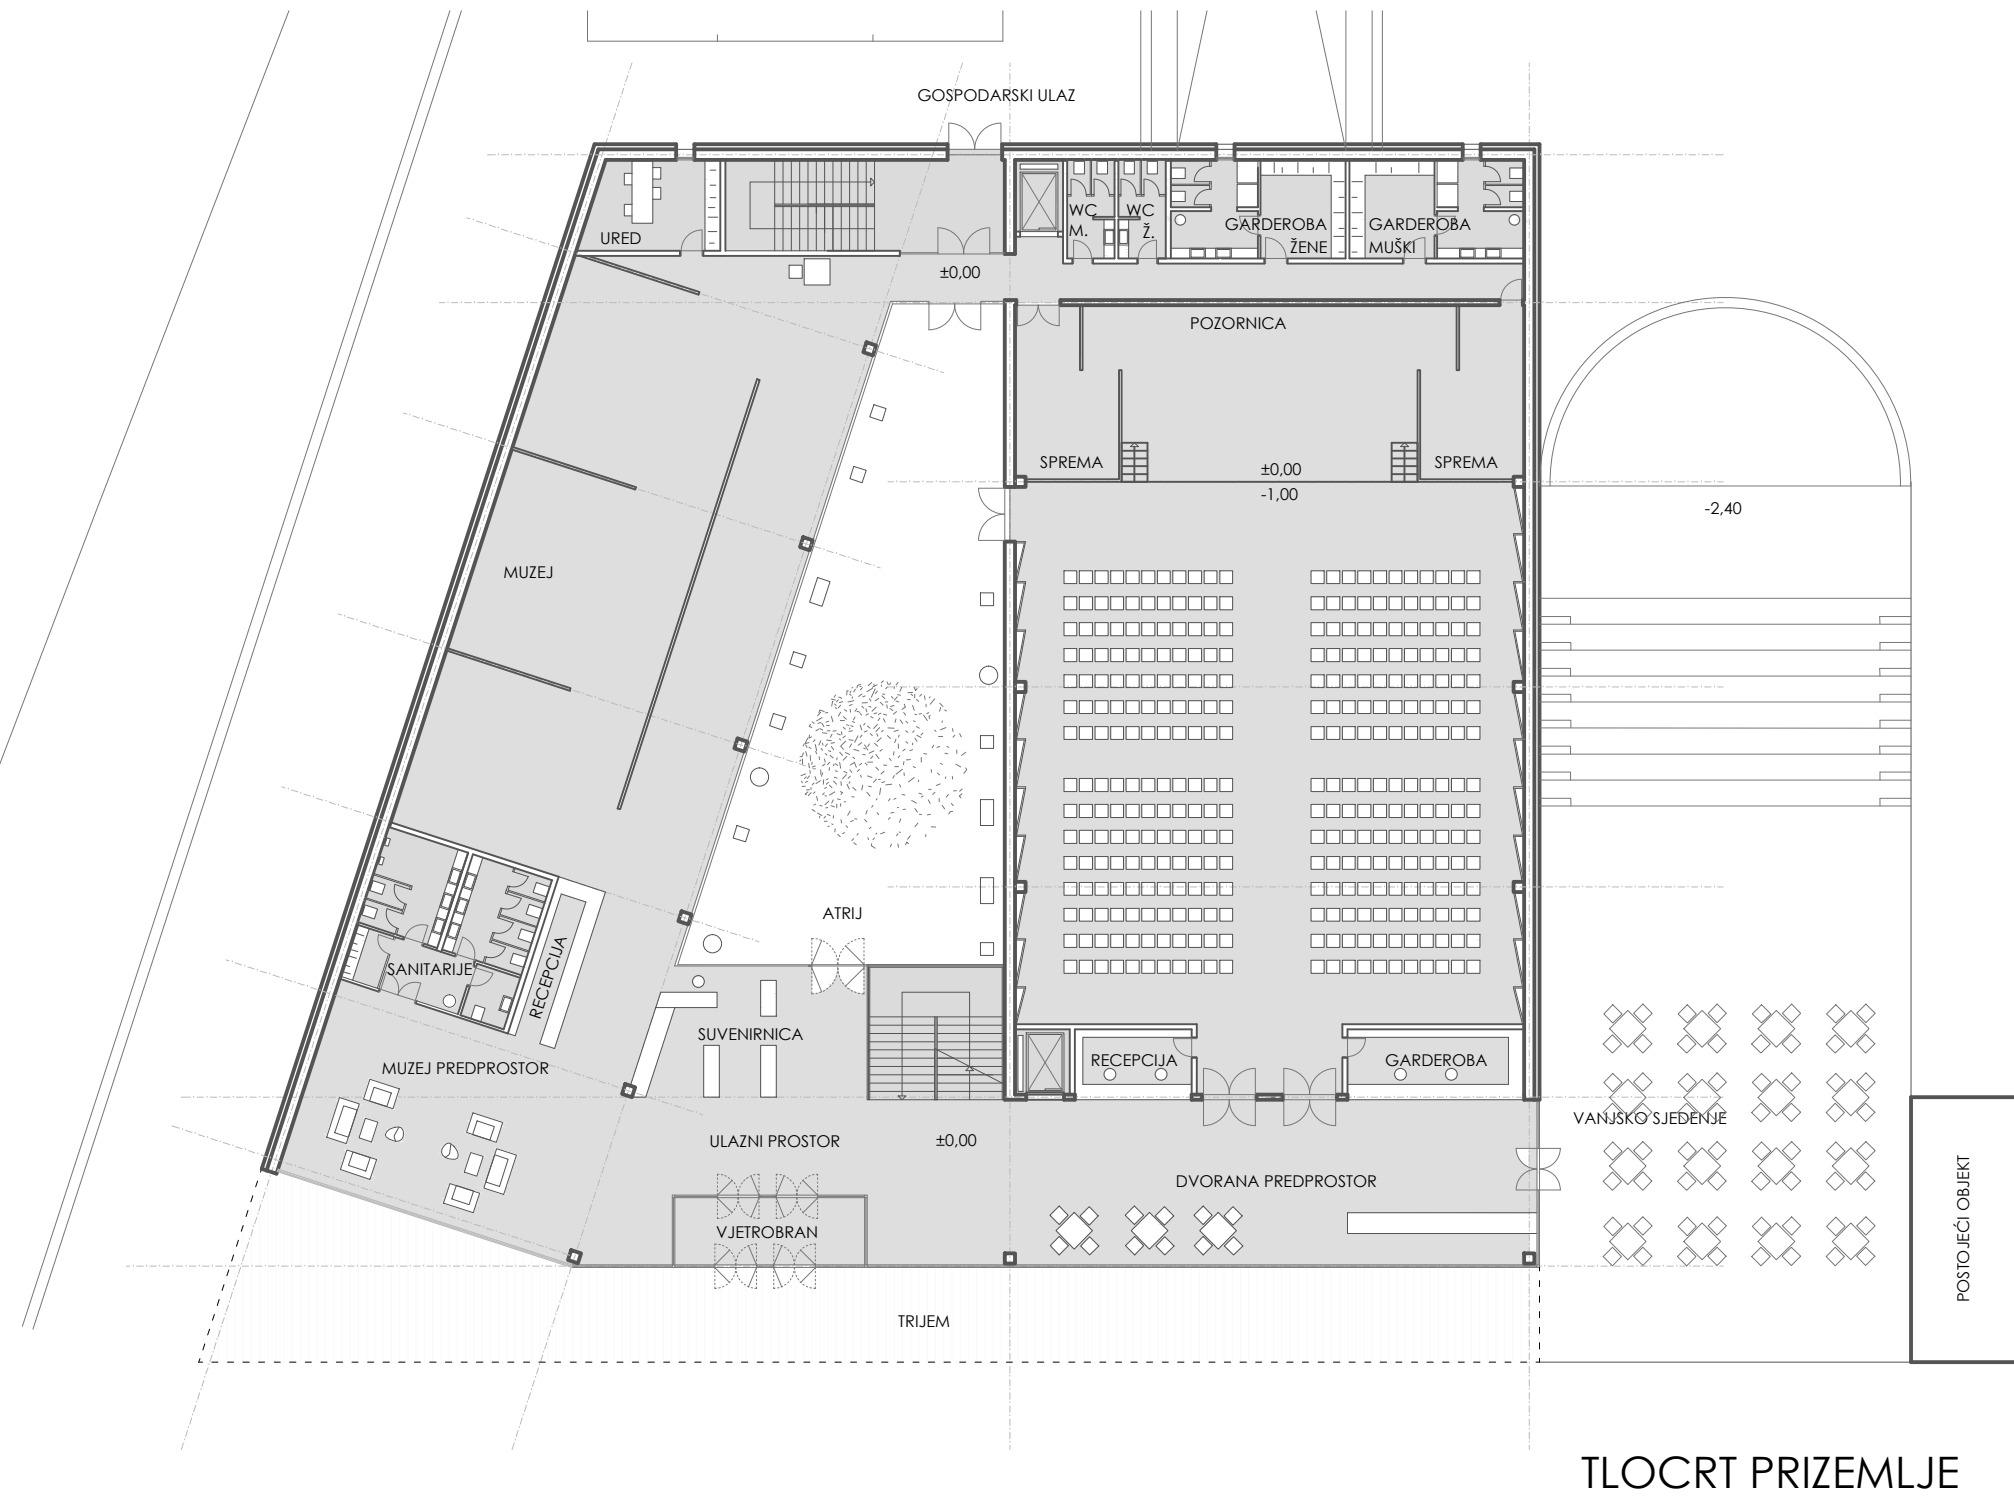 GOSPODARSKI ULAZ
URED
WC
M.
WC
Ž.
GARDEROBA
ŽENE
GARDEROBA
MUŠKI
±0,00
POZORNICA
SPREMA
SPREMA
±0,00
-1,00
-2,40
MUZEJ
ATRIJ
SANITARIJE
RECEPCIJA
SUVENIRNICA
MUZEJ PREDPROSTOR
RECEPCIJA
GARDEROBA
VANJSKO SJEDENJE
ULAZNI PROSTOR
±0,00
DVORANA PREDPROSTOR
VJETROBRAN
POSTOJEĆI OBJEKT
TRIJEM
TLOCRT PRIZEMLJE